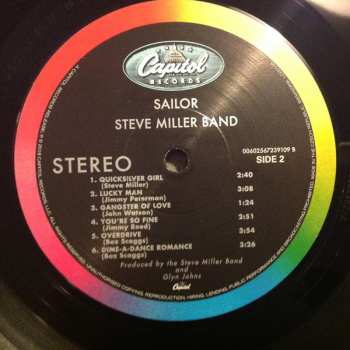 Capitol
RECORDS
SAILOR
STEVE MILLER BAND
00602567239109 B
STEREO
SIDE 2
1. QUICKSILVER GIRL 2:40
(Steve Miller)
2. LUCKY MAN 3:08
(Jimmy Peterman)
3. GANGSTER OF LOVE 1:24
(John Watson)
4. YOU'RE SO FINE 2:51
(Jimmy Reed)
5. OVERDRIVE 3:54
(Boz Scaggs)
6. DIME-A-DANCE ROMANCE 3:26
(Boz Scaggs)
Produced by the Steve Miller Band
and
Glyn Johns
Capitol